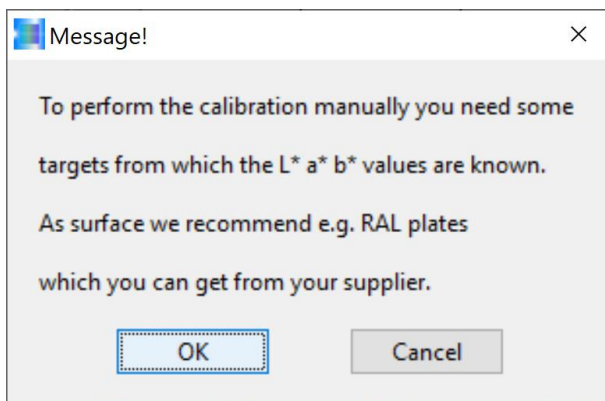 Message!
To perform the calibration manually you need some
targets from which the L* a* b* values are known.
As surface we recommend e.g. RAL plates
which you can get from your supplier.
OK Cancel